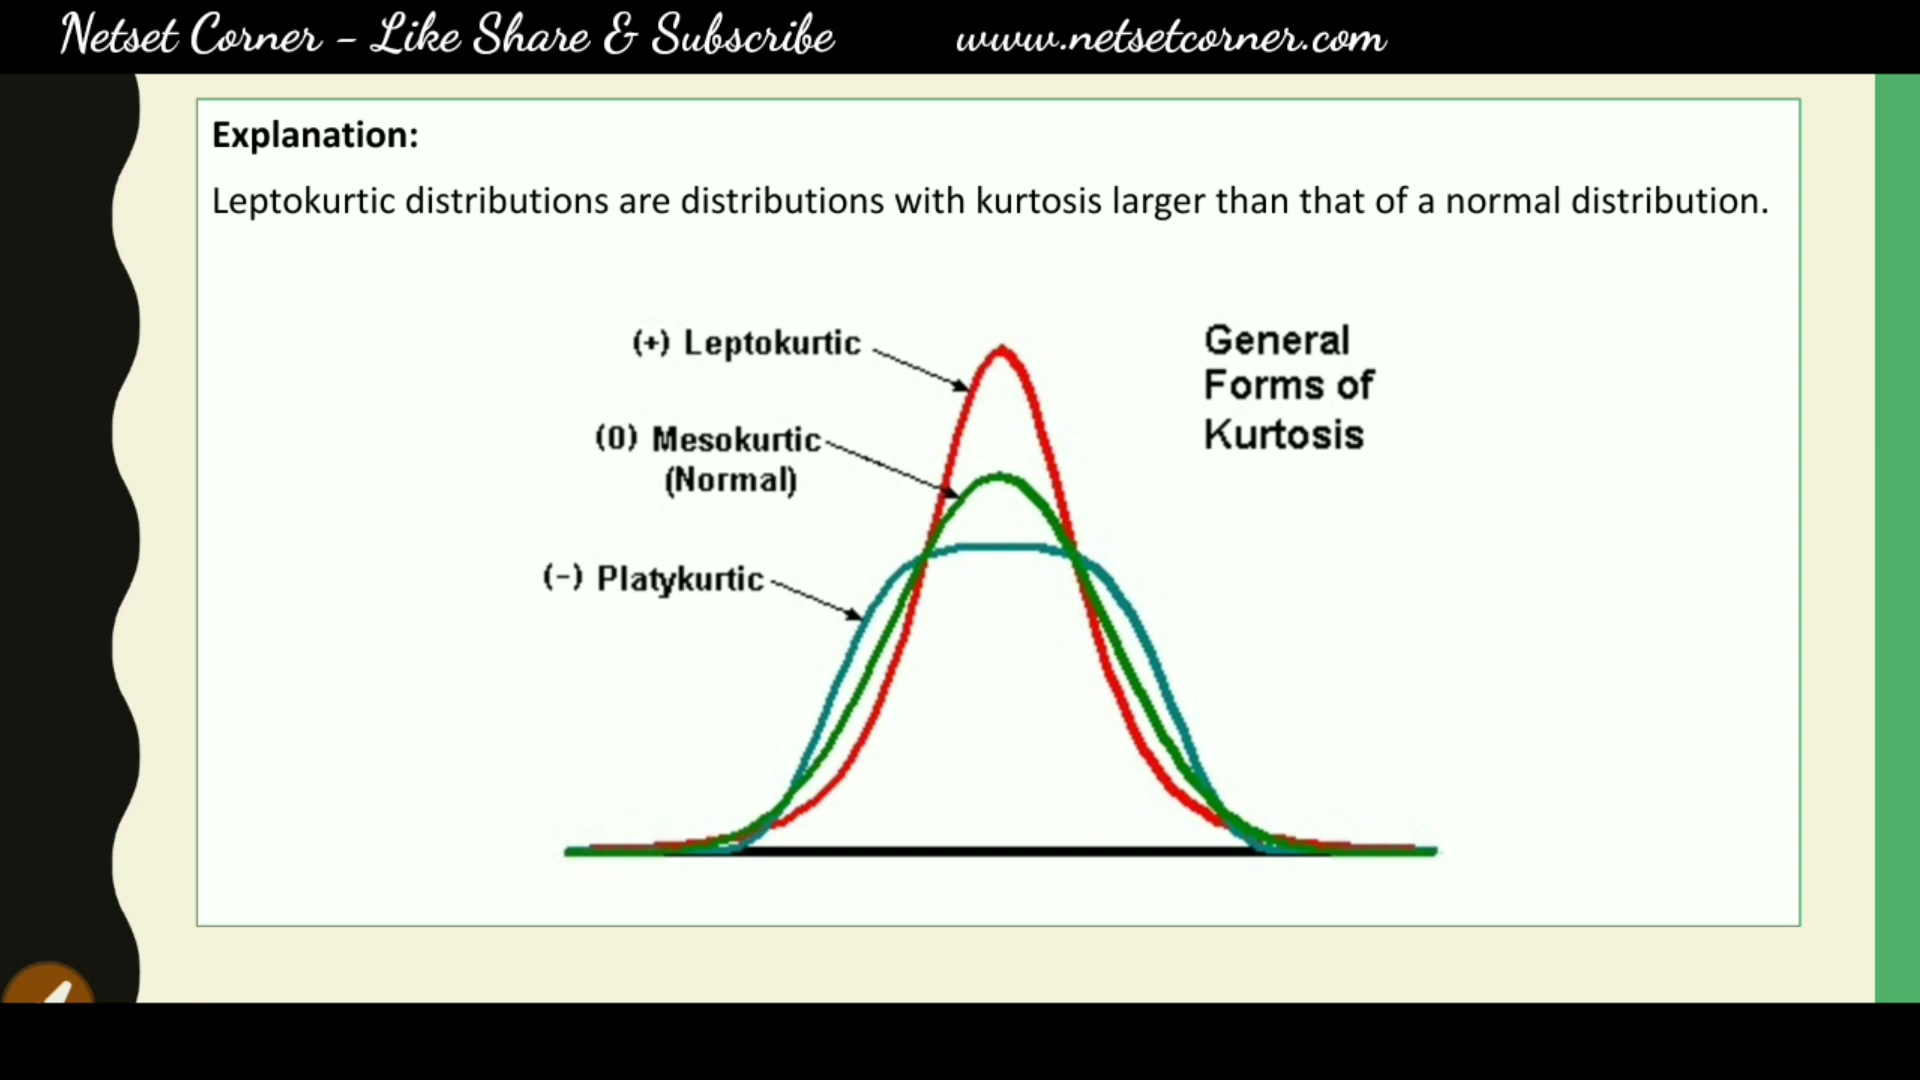 Netset Corner - Like Share & Subscribe www.netsetcorner.com
Explanation:
Leptokurtic distributions are distributions with kurtosis larger than that of a normal distribution.
(+) Leptokurtic
(0) Mesokurtic
(Normal)
(-) Platykurtic
General
Forms of
Kurtosis